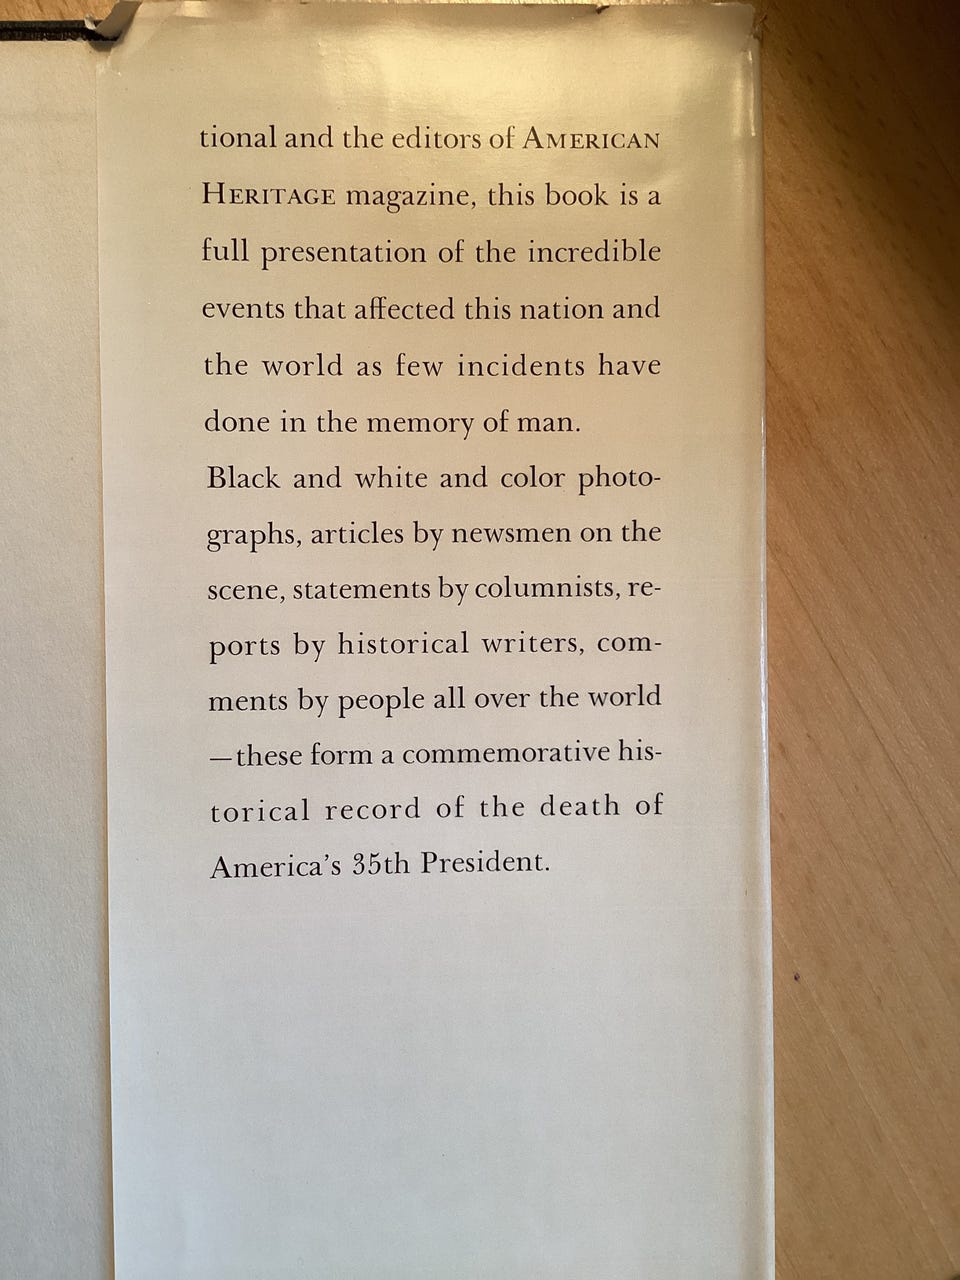 tional and the editors of AMERICAN
HERITAGE magazine, this book is a
full presentation of the incredible
events that affected this nation and
the world as few incidents have
done in the memory of man.
Black and white and color photo-
graphs, articles by newsmen on the
scene, statements by columnists, re-
ports by historical writers, com-
ments by people all over the world
—these form a commemorative his-
torical record of the death of
America's 35th President.